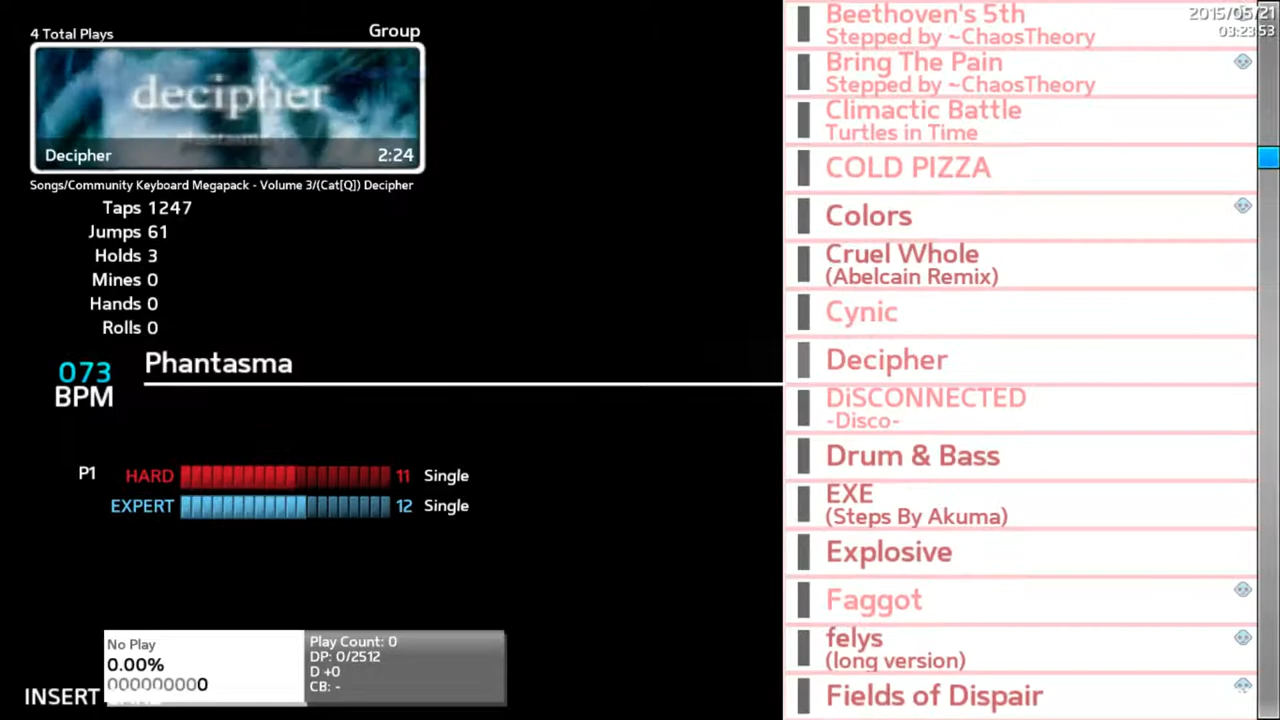 4 Total Plays
Group
decipher
Decipher
2:24
Songs/Community Keyboard Megapack - Volume 3/(Cat[Q]) Decipher
Taps 1247
Jumps 61
Holds 3
Mines 0
Hands 0
Rolls 0
073
BPM
Phantasma
P1
HARD 11 Single
EXPERT 12 Single
No Play
0.00%
000000000
Play Count: 0
DP: 0/2512
D +0
CB: -
INSERT
2015/05/21
03:23:53
Beethoven's 5th
Stepped by ~ChaosTheory
Bring The Pain
Stepped by ~ChaosTheory
Climactic Battle
Turtles in Time
COLD PIZZA
Colors
Cruel Whole
(Abelcain Remix)
Cynic
Decipher
DiSCONNECTED
-Disco-
Drum & Bass
EXE
(Steps By Akuma)
Explosive
Faggot
felys
(long version)
Fields of Dispair